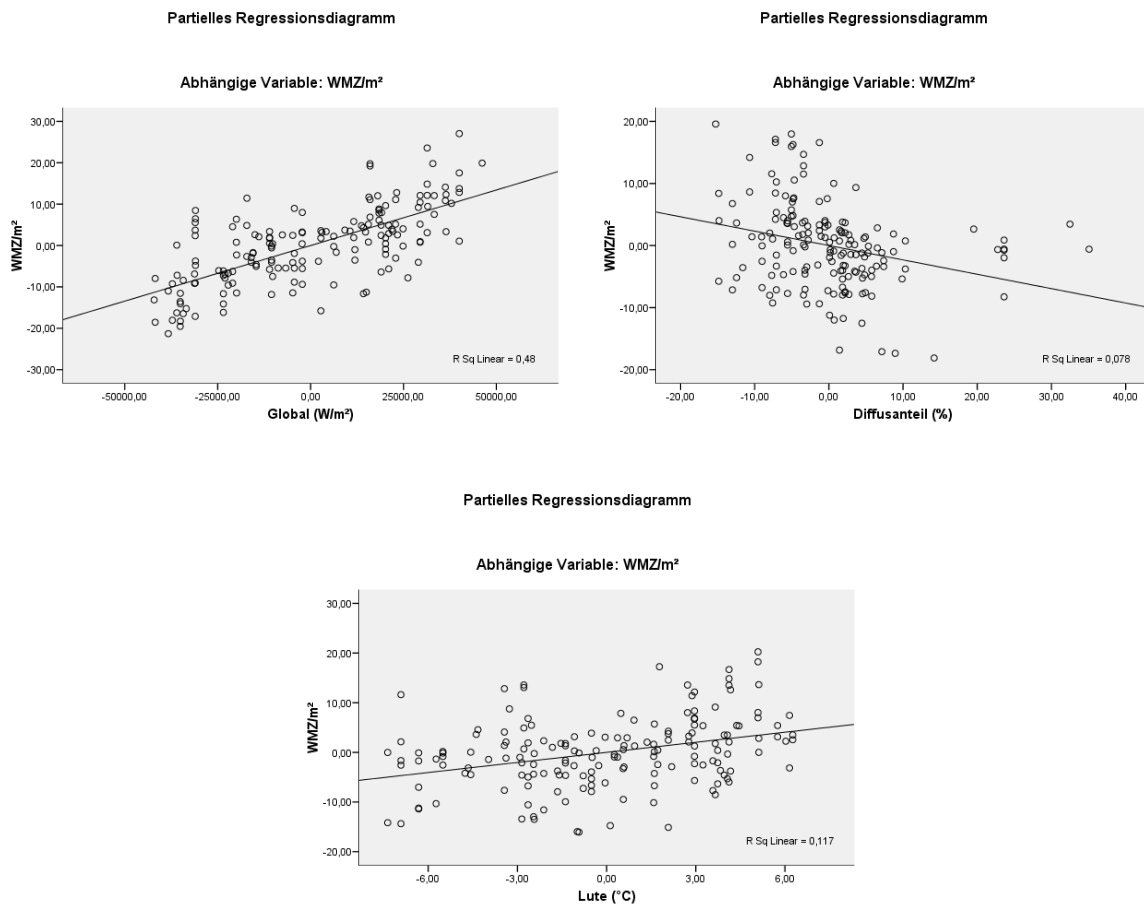 Partielles Regressionsdiagramm
Abhängige Variable: WMZ/m²
WMZ/m²
30,00
20,00
10,00
0,00
-10,00
-20,00
-30,00
R Sq Linear = 0,48
-50000,00 -25000,00 0,00 25000,00 50000,00
Global (W/m²)
Partielles Regressionsdiagramm
Abhängige Variable: WMZ/m²
WMZ/m²
20,00
10,00
0,00
-10,00
-20,00
R Sq Linear = 0,078
-20,00 -10,00 0,00 10,00 20,00 30,00 40,00
Diffusanteil (%)
Partielles Regressionsdiagramm
Abhängige Variable: WMZ/m²
WMZ/m²
30,00
20,00
10,00
0,00
-10,00
-20,00
R Sq Linear = 0,117
-6,00 -3,00 0,00 3,00 6,00
Lute (°C)